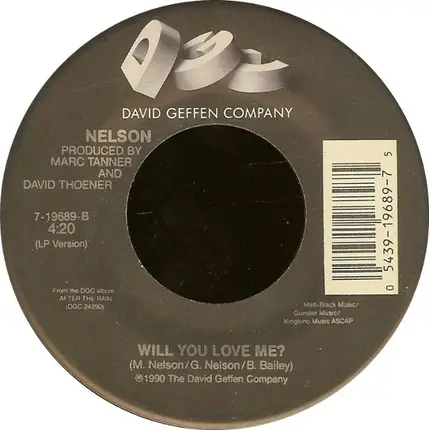 DGC
DAVID GEFFEN COMPANY
NELSON
PRODUCED BY
MARC TANNER
AND
DAVID THOENER
7-19689-B
4:20
(LP Version)
From the DGC album
AFTER THE RAIN
(DGC 24290)
0 5439-19689-7 5
Matt-Black Music/
Gunster Music/
Kingkino Music ASCAP
WILL YOU LOVE ME?
(M. Nelson/G. Nelson/B. Bailey)
℗1990 The David Geffen Company